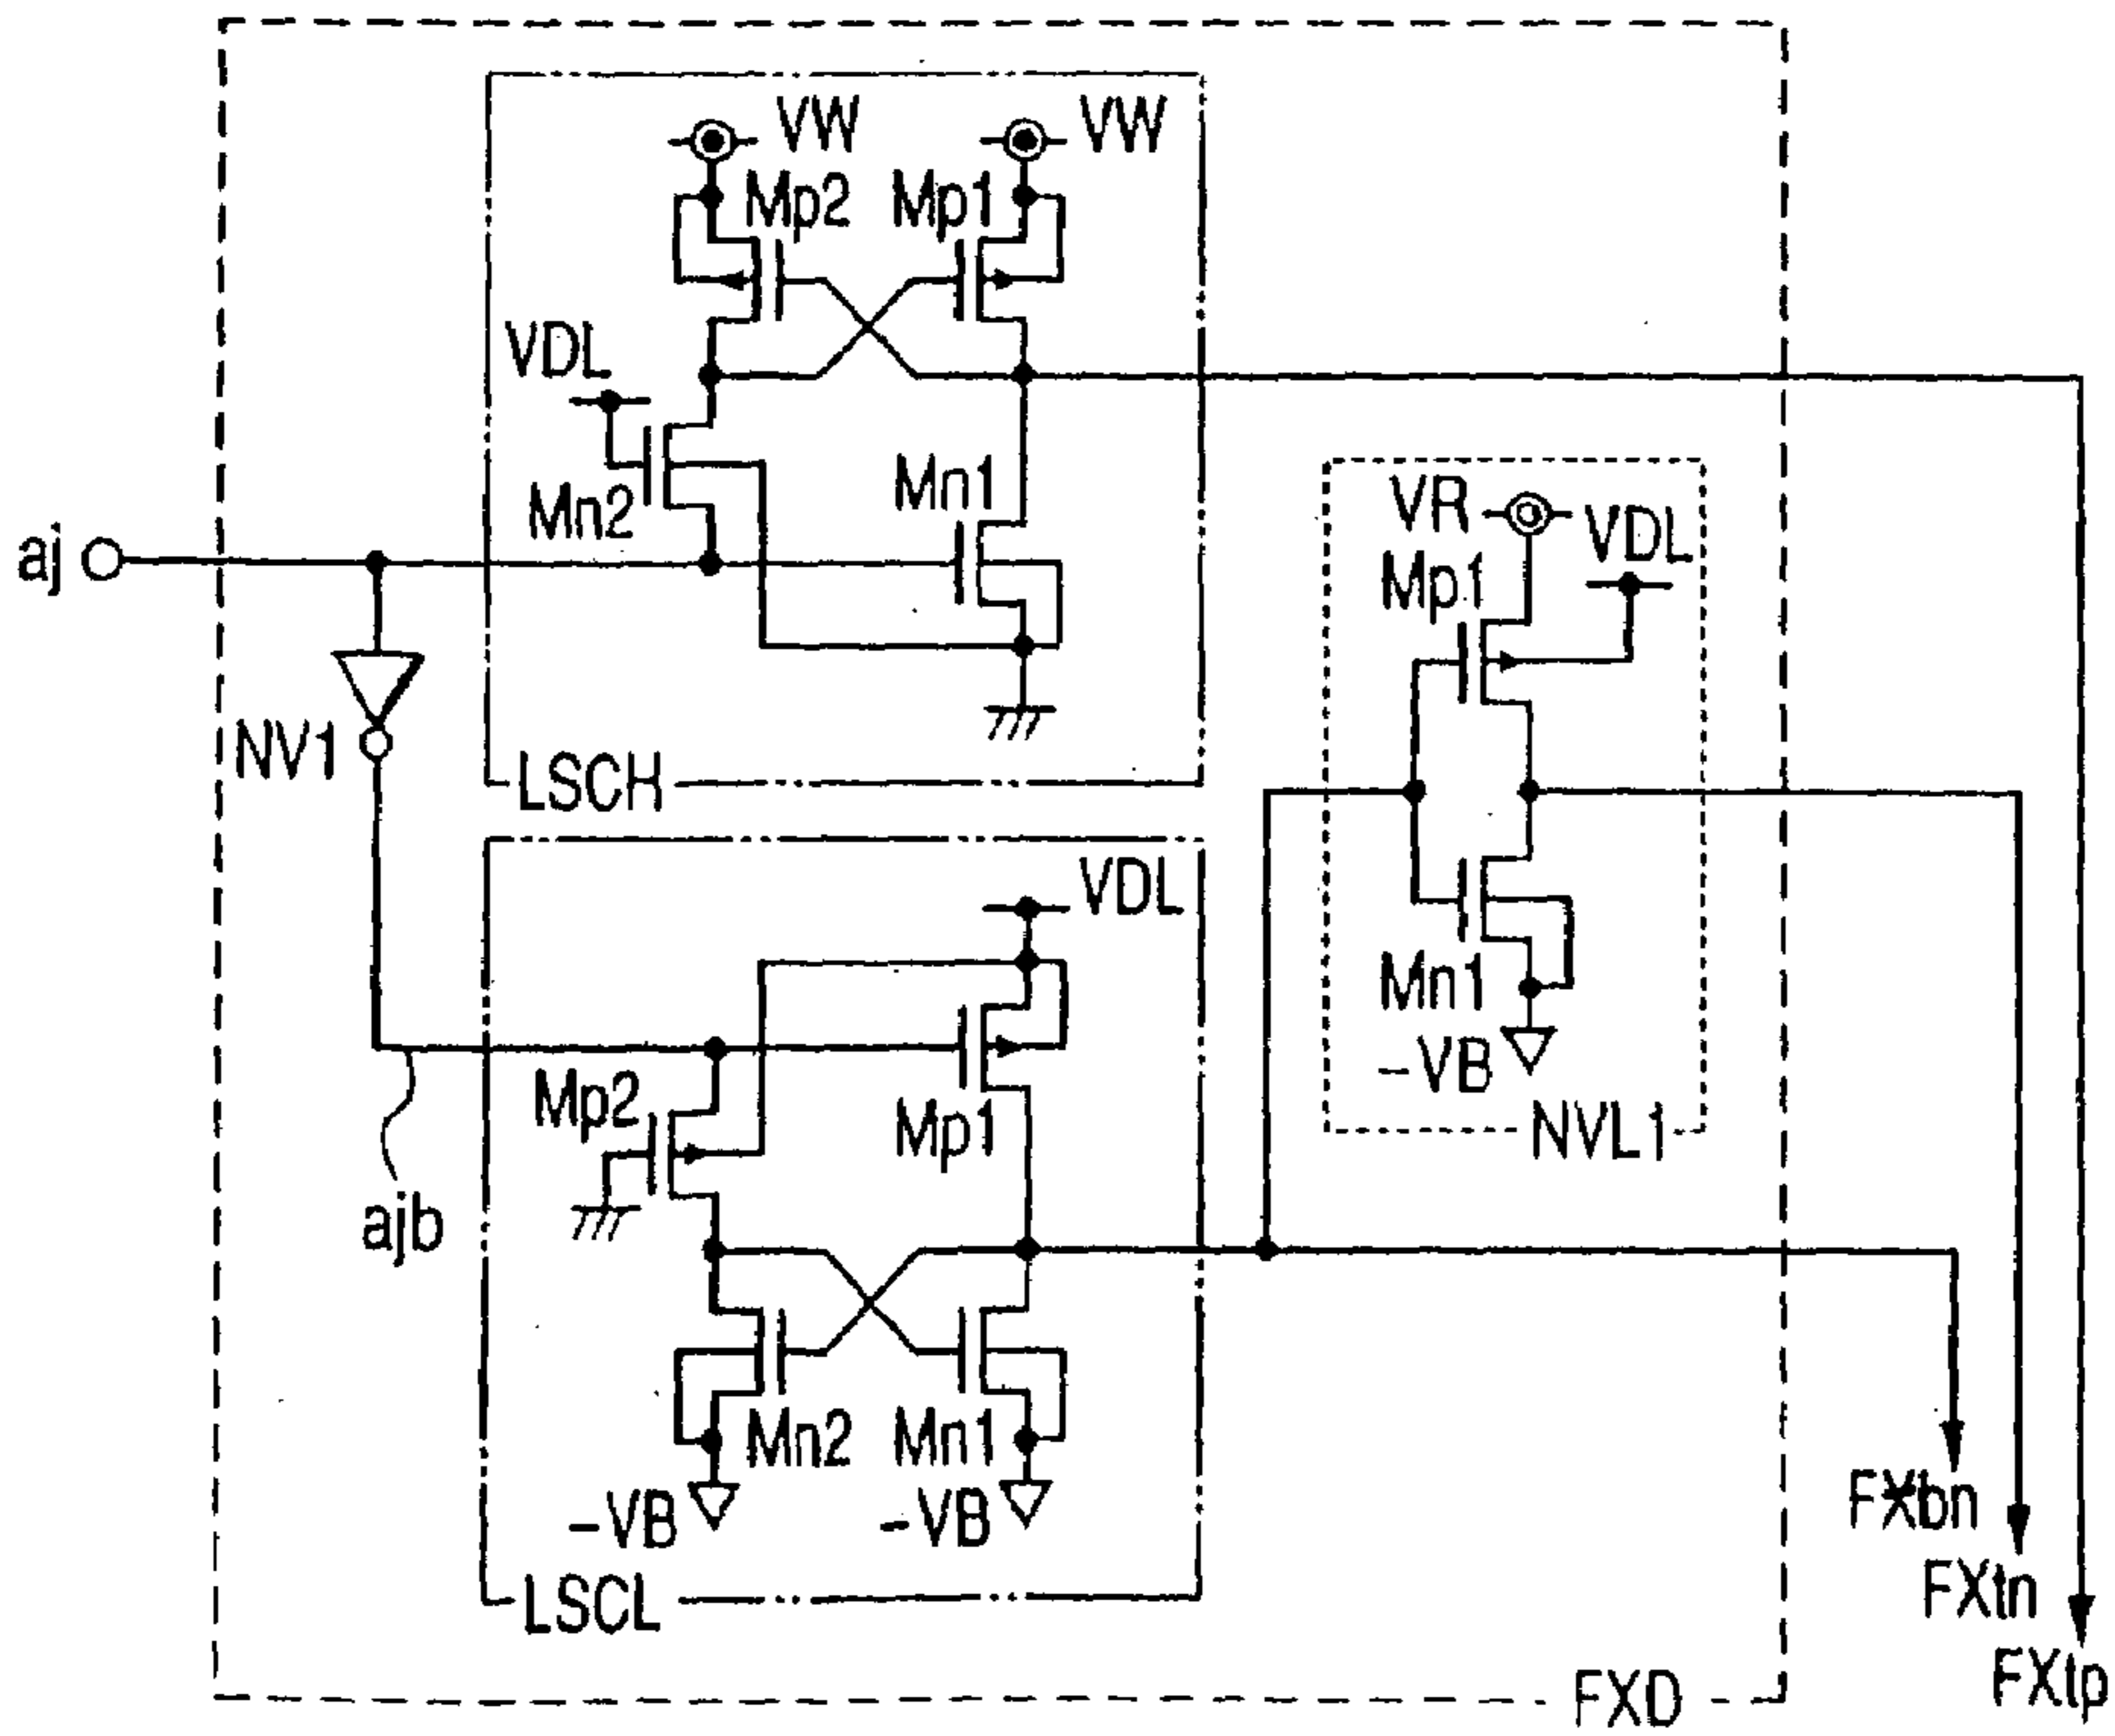 VW
VW
Mp2
Mp1
VDL
Mn2
Mn1
aj
NV1
LSCH
VR
VDL
Mp1
Mn1
-VB
NVL1
VDL
Mp2
Mp1
ajb
Mn2
Mn1
-VB
-VB
LSCL
FXbn
FXtn
FXtp
FXD